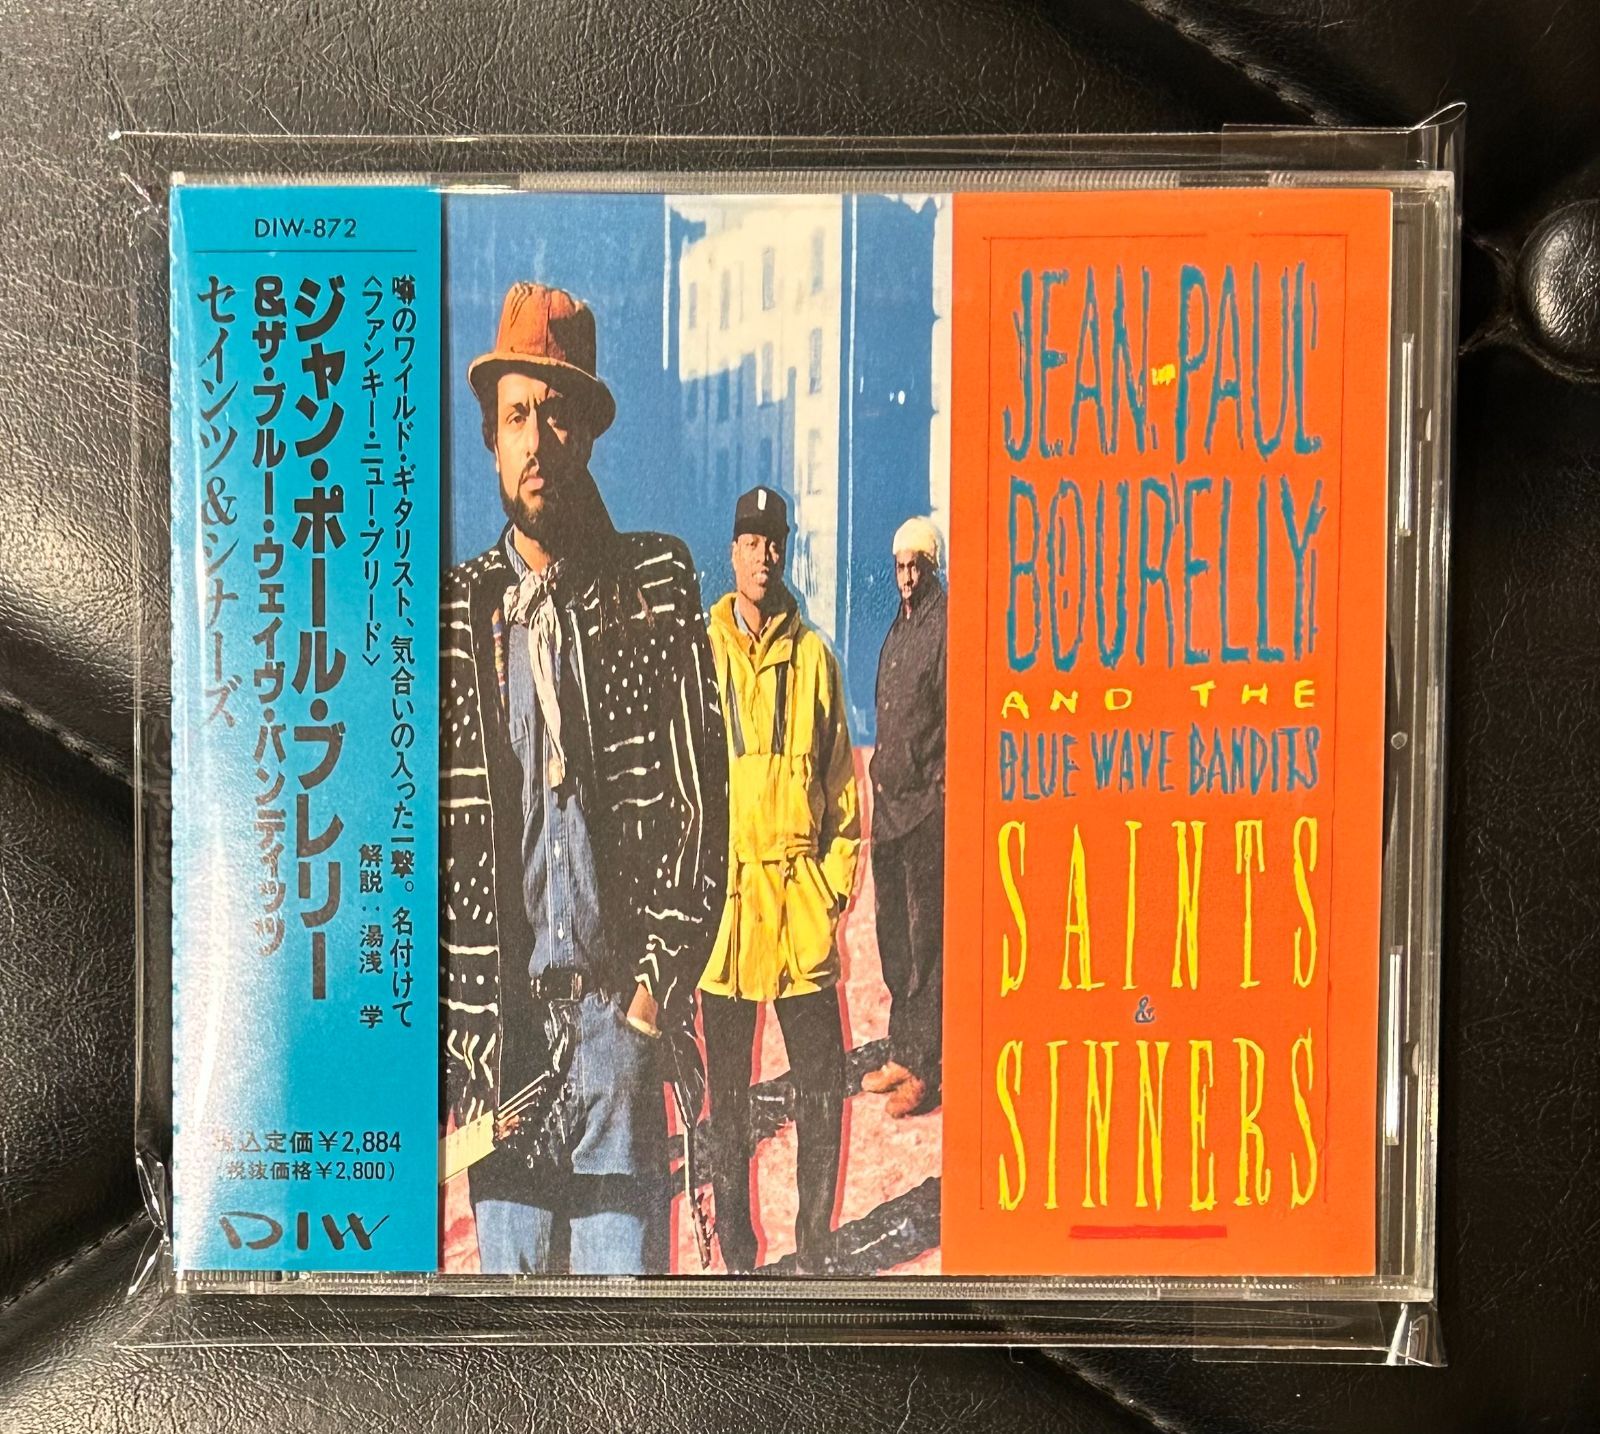 DIW-872
噂のワイルド・ギタリスト、気合いの入った一撃。名付けて
〈ファンキー・ニュー・ブリード〉
解説：湯浅 学
ジャン・ポール・ブレリー
&ザ・ブルー・ウェイヴ・バンディッツ
セインツ&シナーズ
税込定価¥2,884
(税抜価格¥2,800)
DIW
JEAN-PAUL
BOURELLY
AND THE
BLUE WAVE BANDITS
SAINTS
&
SINNERS